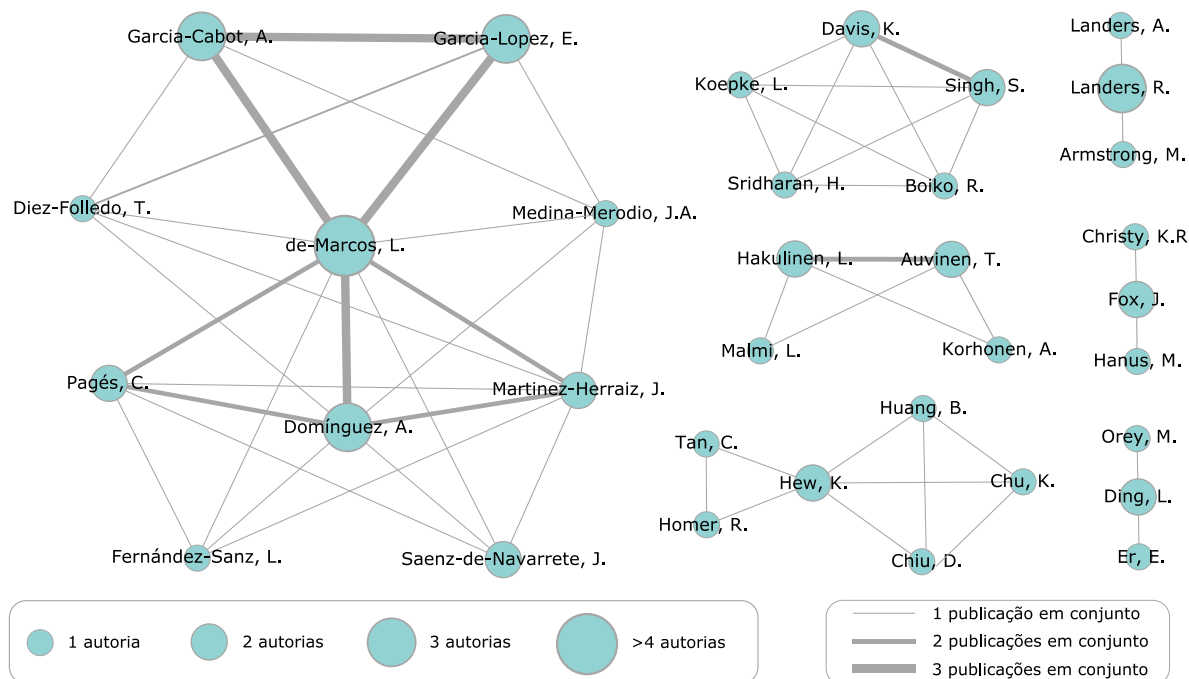 Garcia-Cabot, A.
Garcia-Lopez, E.
Diez-Folledo, T.
Medina-Merodio, J.A.
de-Marcos, L.
Pagés, C.
Martinez-Herraiz, J.
Domínguez, A.
Fernández-Sanz, L.
Saenz-de-Navarrete, J.
Davis, K.
Koepke, L.
Singh, S.
Sridharan, H.
Boiko, R.
Landers, A.
Landers, R.
Armstrong, M.
Hakulinen, L.
Auvinen, T.
Malmi, L.
Korhonen, A.
Christy, K.R
Fox, J.
Hanus, M.
Huang, B.
Tan, C.
Hew, K.
Chu, K.
Homer, R.
Chiu, D.
Orey, M.
Ding, L.
Er, E.
1 autoria
2 autorias
3 autorias
>4 autorias
1 publicação em conjunto
2 publicações em conjunto
3 publicações em conjunto